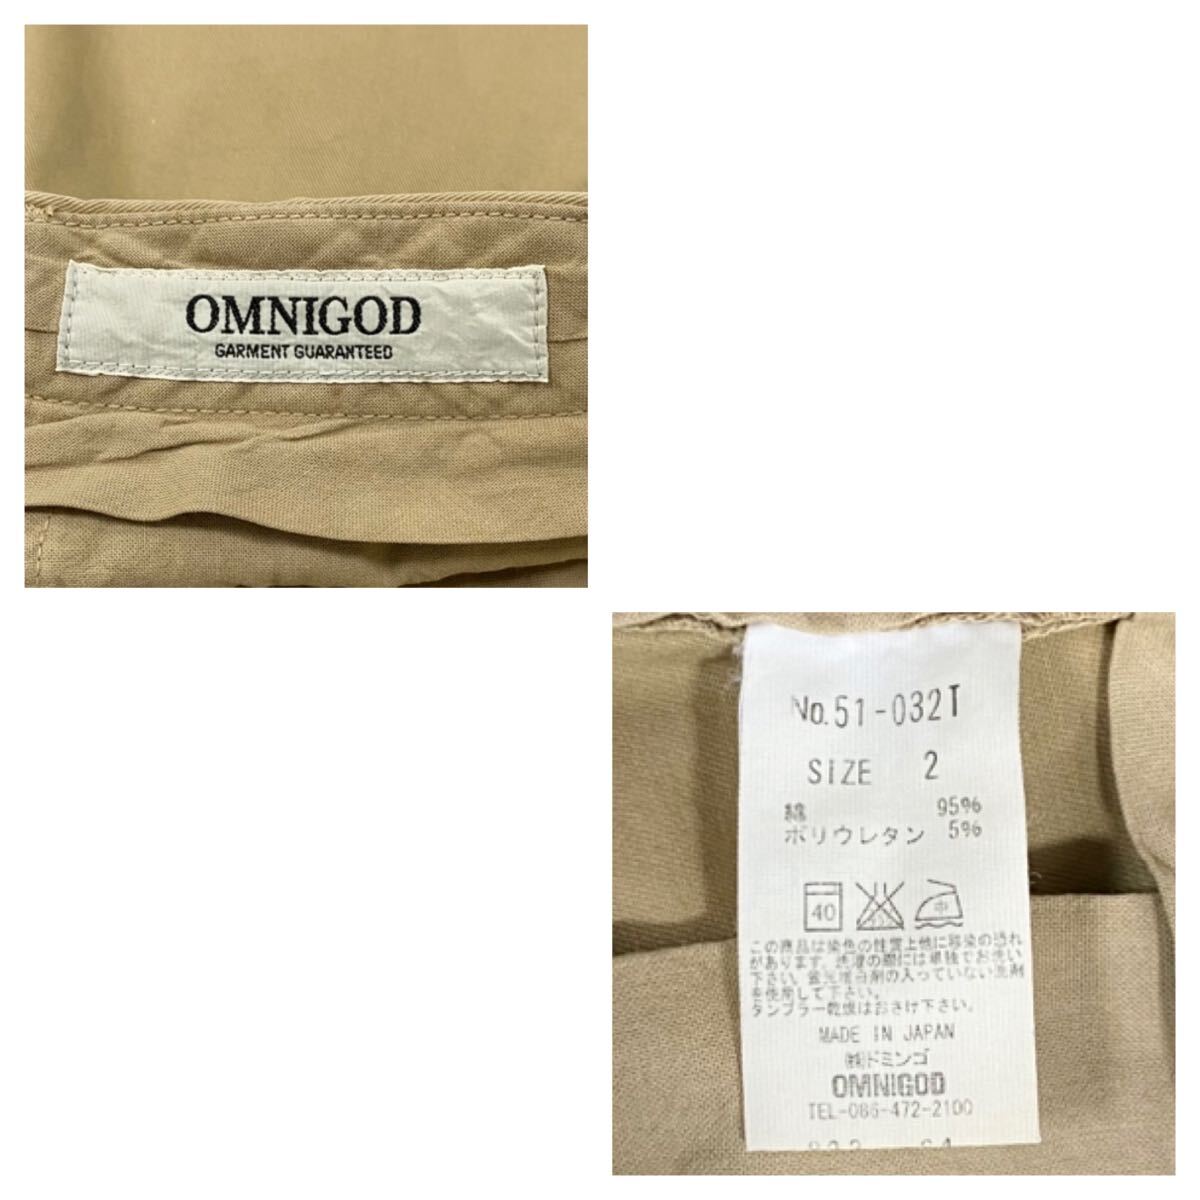 OMNIGOD
GARMENT GUARANTEED
No.51-032T
SIZE 2
綿 95%
ポリウレタン 5%
40 中
この商品は染色の性質上他に移染の恐れ
があります。洗濯の際には単独でお洗い
下さい。蛍光増白剤の入っていない洗剤
を使用して下さい。
タンブラー乾燥はおさけ下さい。
MADE IN JAPAN
㈱ドミンゴ
OMNIGOD
TEL-086-472-2100